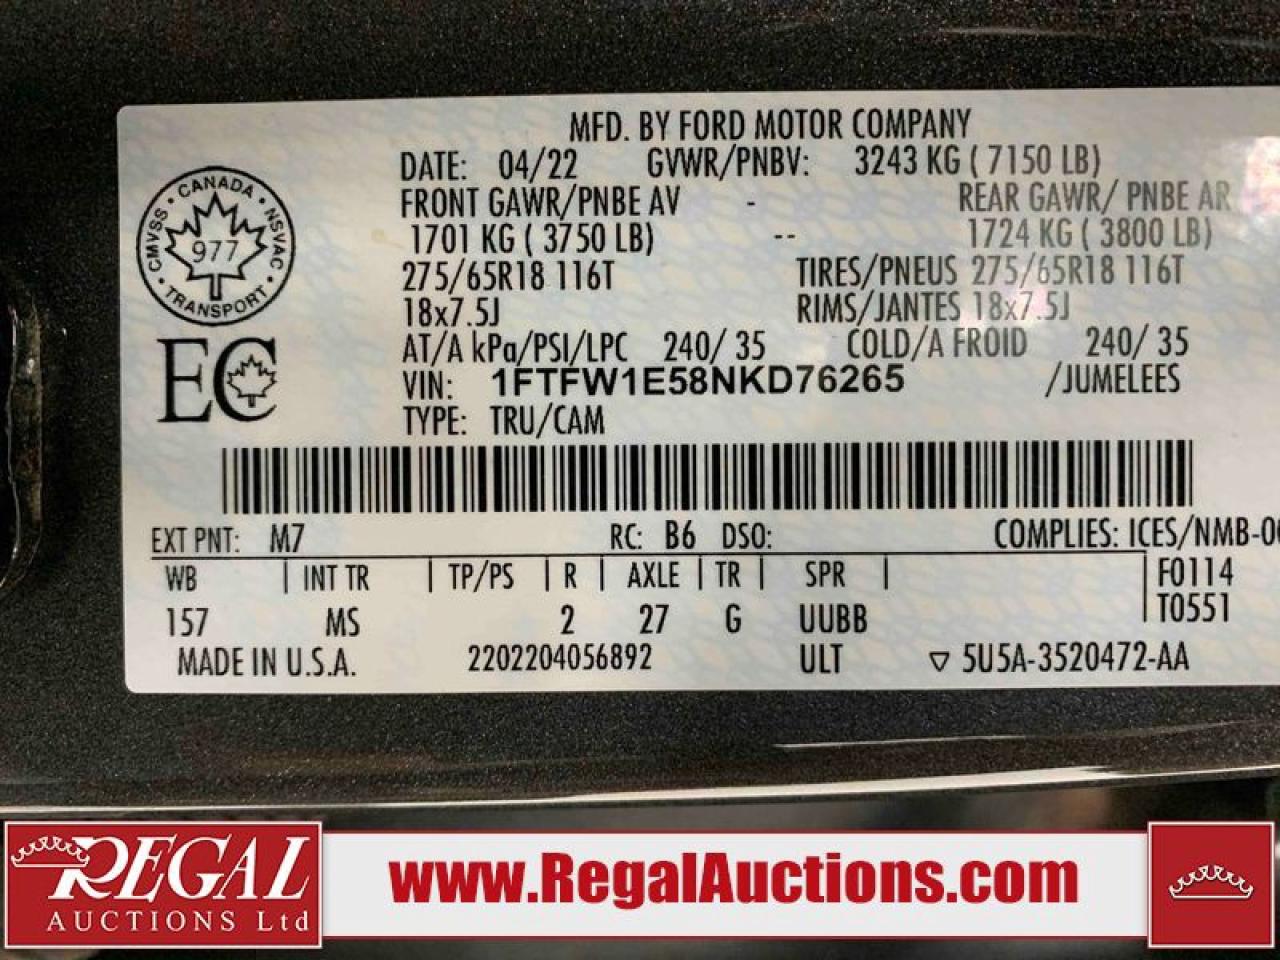 MFD. BY FORD MOTOR COMPANY
DATE: 04/22 GVWR/PNBV: 3243 KG ( 7150 LB)
FRONT GAWR/PNBE AV - REAR GAWR/ PNBE AR
1701 KG ( 3750 LB) -- 1724 KG ( 3800 LB)
275/65R18 116T TIRES/PNEUS 275/65R18 116T
18x7.5J RIMS/JANTES 18x7.5J
AT/A kPa/PSI/LPC 240/ 35 COLD/A FROID 240/ 35
VIN: 1FTFW1E58NKD76265 /JUMELEES
TYPE: TRU/CAM
CANADA • NSVAC • TRANSPORT • CMVSS •
977
EC
EXT PNT: M7 RC: B6 DSO: COMPLIES: ICES/NMB-00
WB | INT TR | TP/PS | R | AXLE | TR | SPR | F0114
157 MS 2 27 G UUBB T0551
MADE IN U.S.A. 2202204056892 ULT ▽ 5U5A-3520472-AA
REGAL
AUCTIONS Ltd
www.RegalAuctions.com